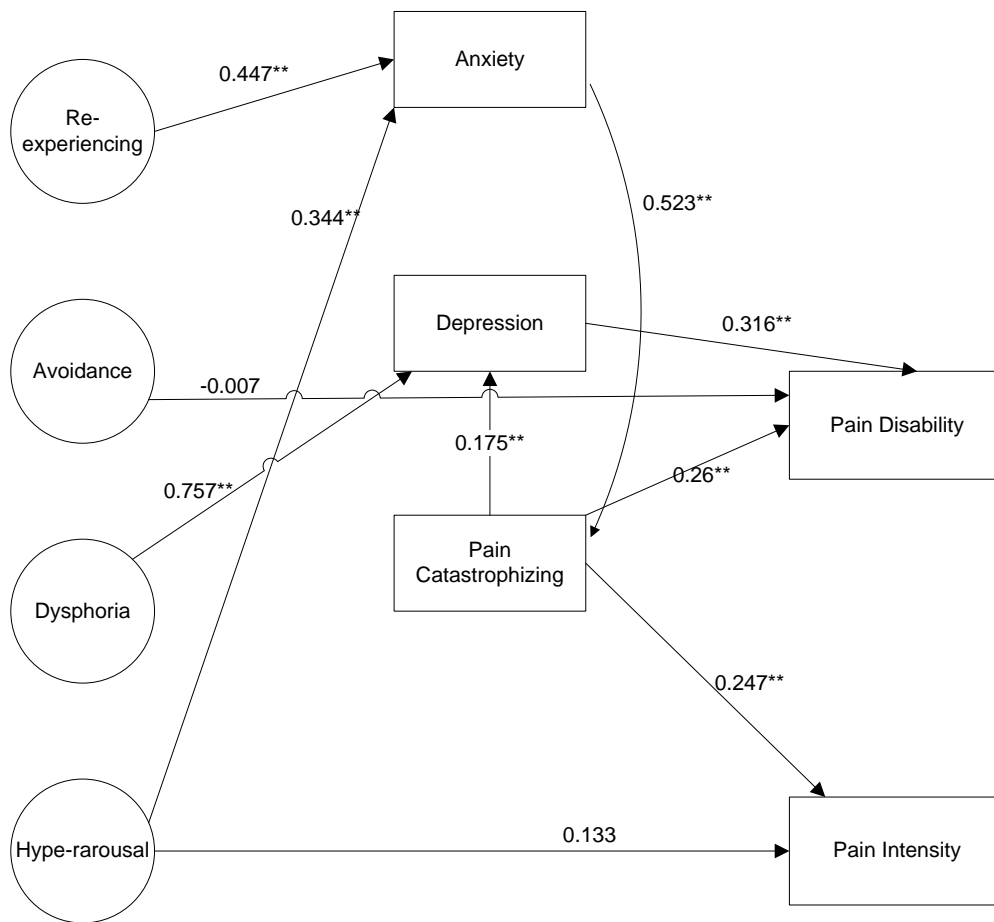 Anxiety
0.447**
Re-
experiencing
0.523**
0.344**
Depression
0.316**
Avoidance
-0.007
Pain Disability
0.175**
0.26**
0.757**
Pain
Catastrophizing
Dysphoria
0.247**
0.133
Hype-rarousal
Pain Intensity